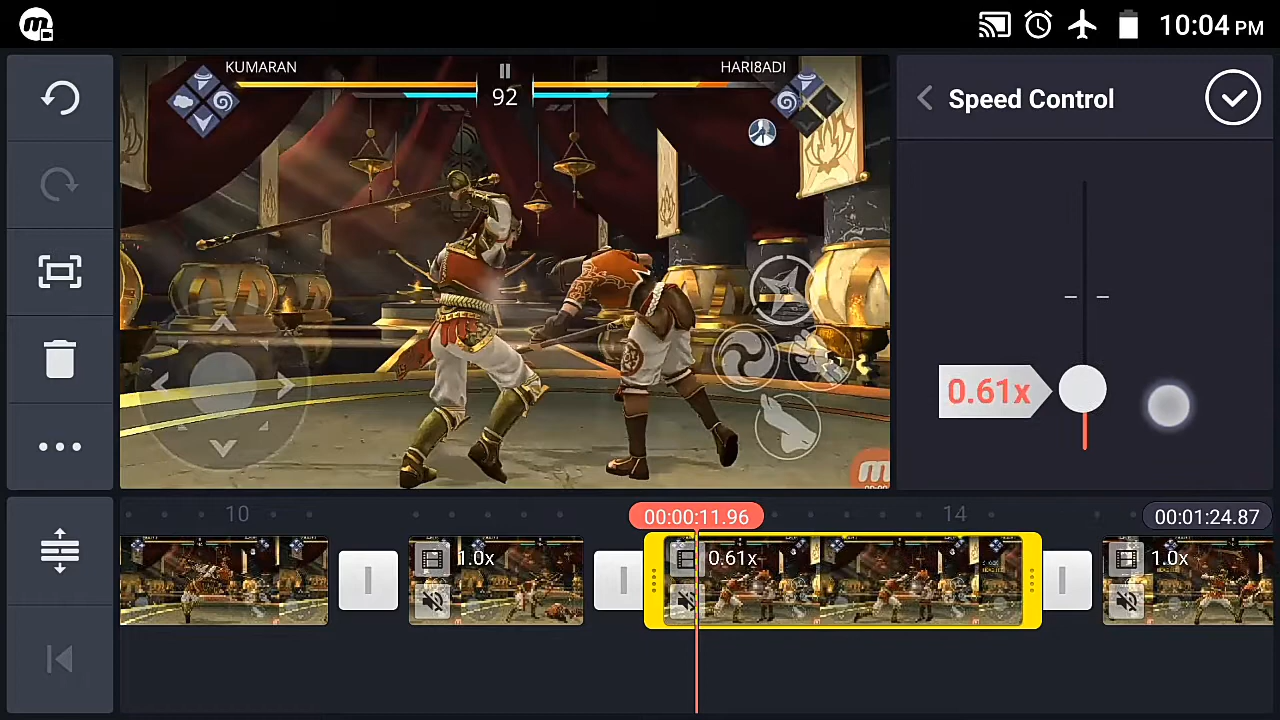 10:04 PM
KUMARAN
HARI8ADI
92
Speed Control
0.61x
10
00:00:11.96
14
00:01:24.87
1.0x
0.61x
1.0x